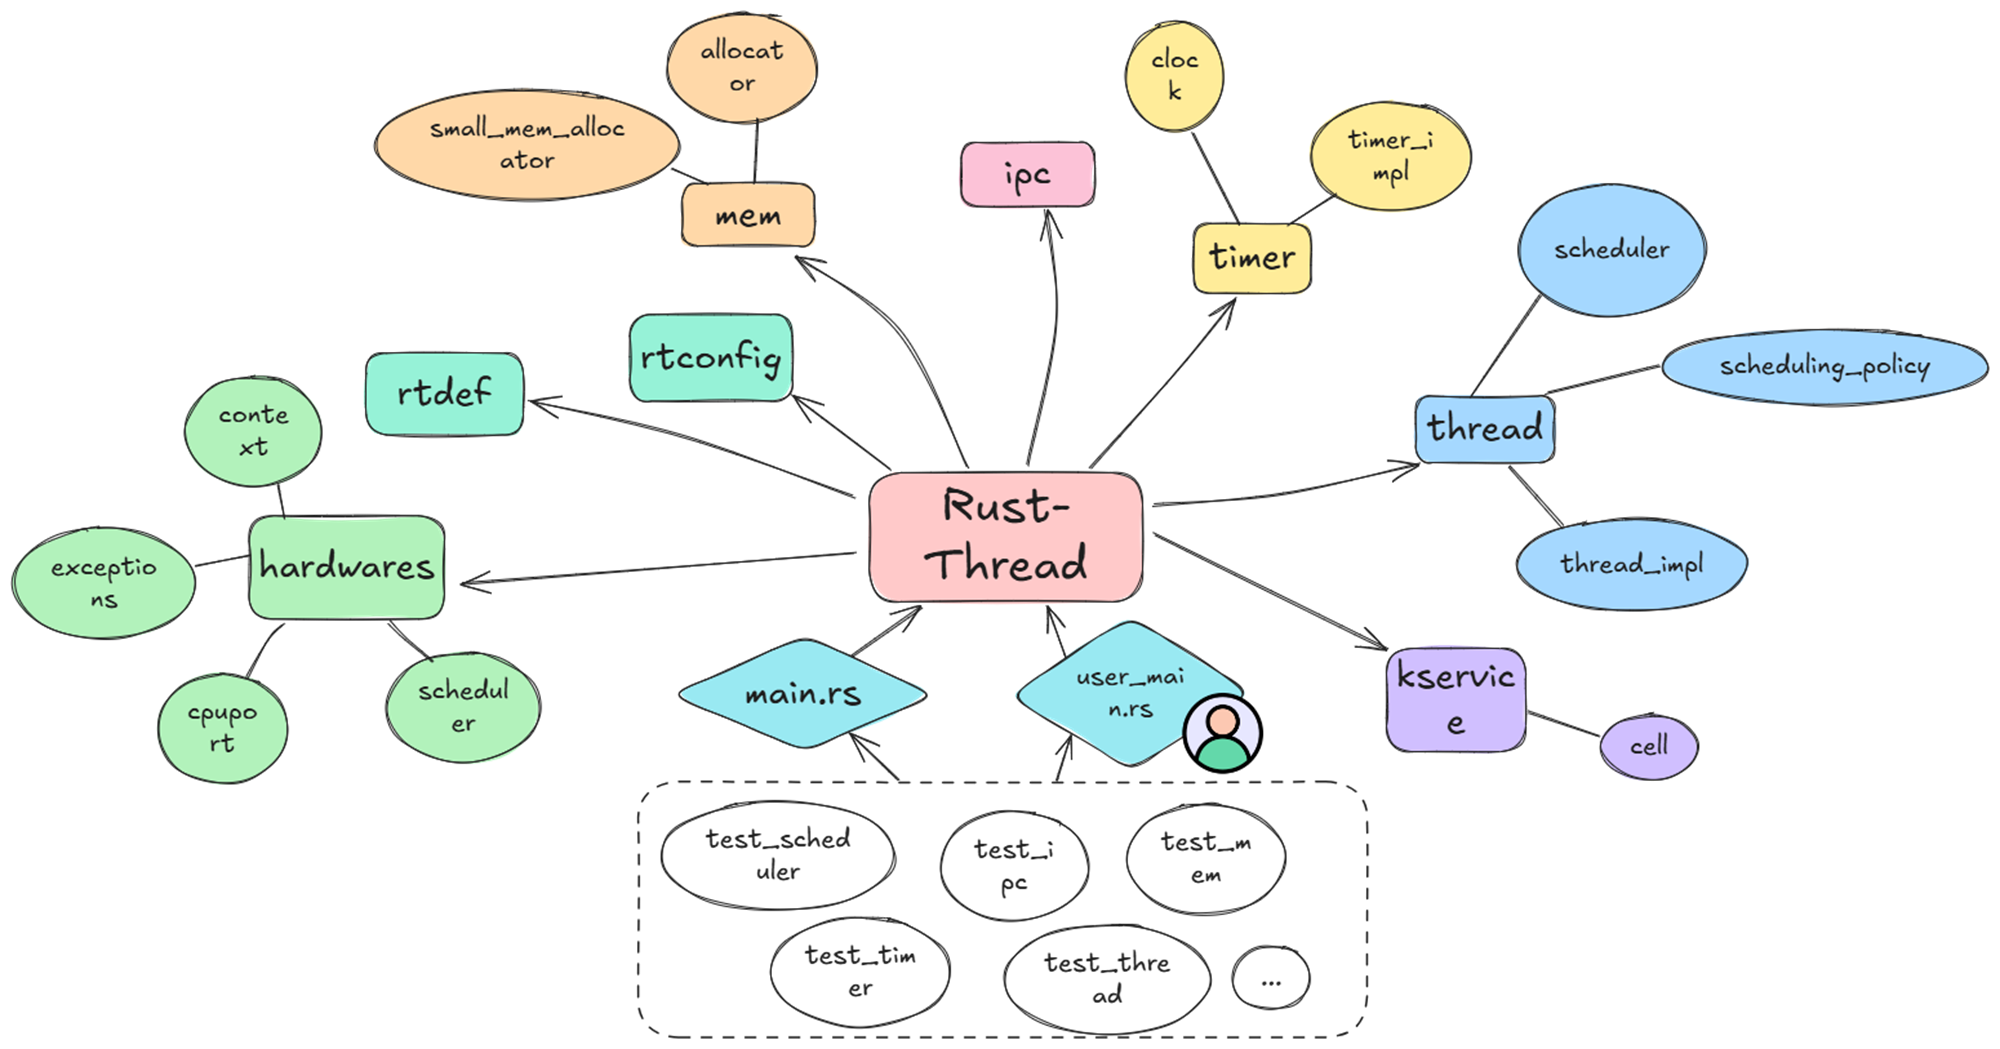 allocat
or
small_mem_alloc
ator
mem
ipc
cloc
k
timer_i
mpl
timer
scheduler
scheduling_policy
thread
thread_impl
rtconfig
rtdef
conte
xt
exceptio
ns
hardwares
cpupo
rt
schedul
er
Rust-
Thread
kservic
e
cell
main.rs
user_mai
n.rs
test_sched
uler
test_i
pc
test_m
em
test_tim
er
test_thre
ad
...